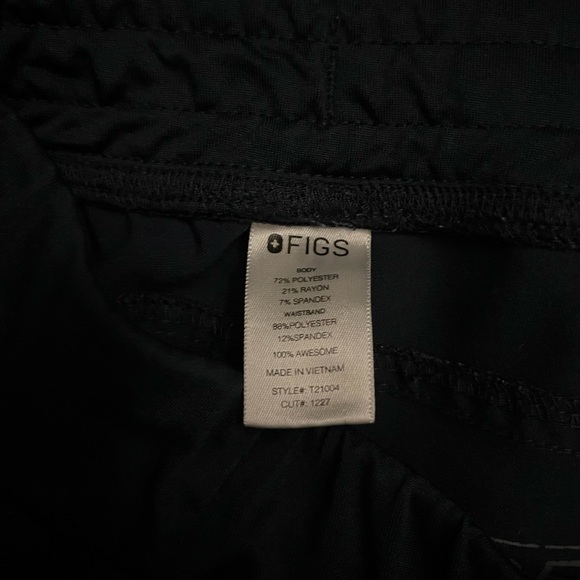 FIGS
BODY
72% POLYESTER
21% RAYON
7% SPANDEX
WAISTBAND
88%POLYESTER
12%SPANDEX
100% AWESOME
MADE IN VIETNAM
STYLE#: T21004
CUT#: 1227